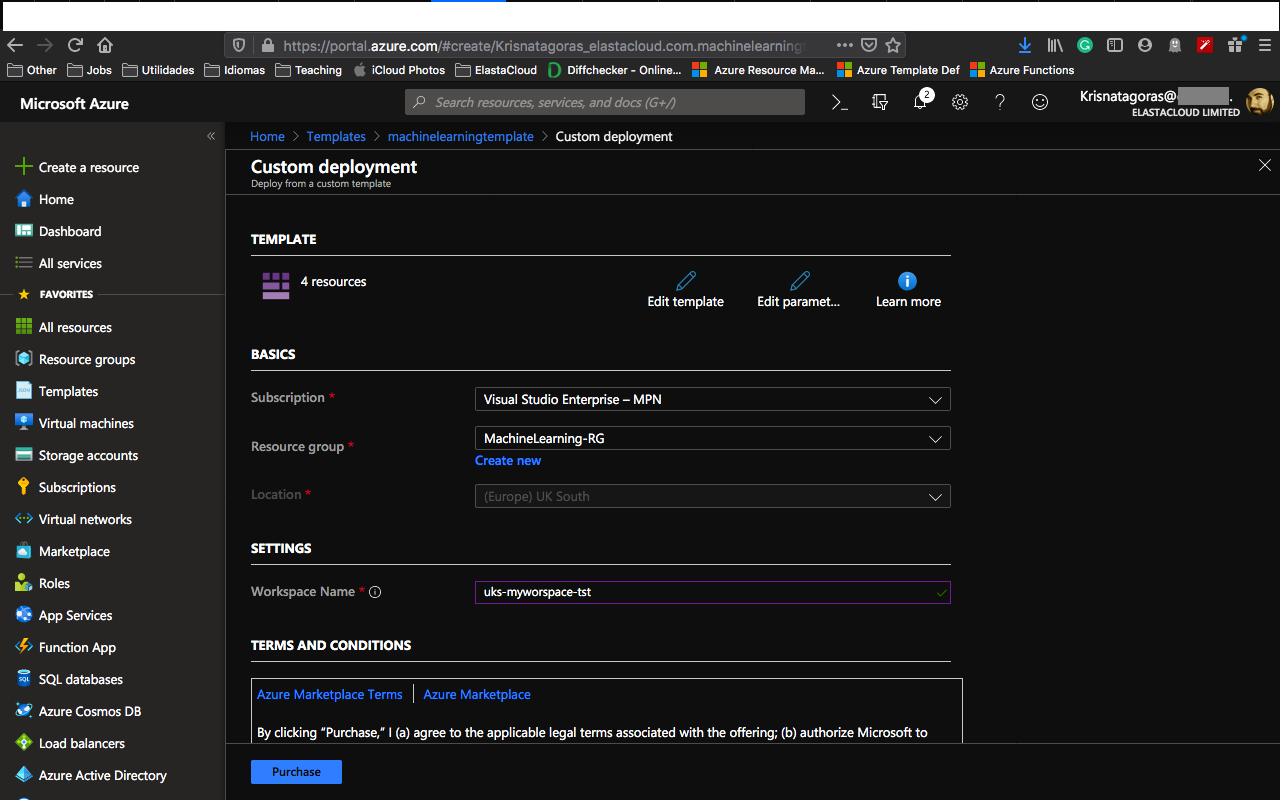 https://portal.azure.com/#create/Krisnatagoras_elastacloud.com.machinelearningt
Other Jobs Utilidades Idiomas Teaching iCloud Photos ElastaCloud Diffchecker - Online... Azure Resource Ma... Azure Template Def Azure Functions
Microsoft Azure
Search resources, services, and docs (G+/)
2
Krisnatagoras@
ELASTACLOUD LIMITED
«
Create a resource
Home
Dashboard
All services
FAVORITES
All resources
Resource groups
Templates
Virtual machines
Storage accounts
Subscriptions
Virtual networks
Marketplace
Roles
App Services
Function App
SQL databases
Azure Cosmos DB
Load balancers
Azure Active Directory
Home > Templates > machinelearningtemplate > Custom deployment
Custom deployment
Deploy from a custom template
TEMPLATE
4 resources
Edit template
Edit paramet...
Learn more
BASICS
Subscription *
Visual Studio Enterprise – MPN
Resource group *
MachineLearning-RG
Create new
Location *
(Europe) UK South
SETTINGS
Workspace Name *
uks-myworspace-tst
TERMS AND CONDITIONS
Azure Marketplace Terms | Azure Marketplace
By clicking “Purchase,” I (a) agree to the applicable legal terms associated with the offering; (b) authorize Microsoft to
Purchase